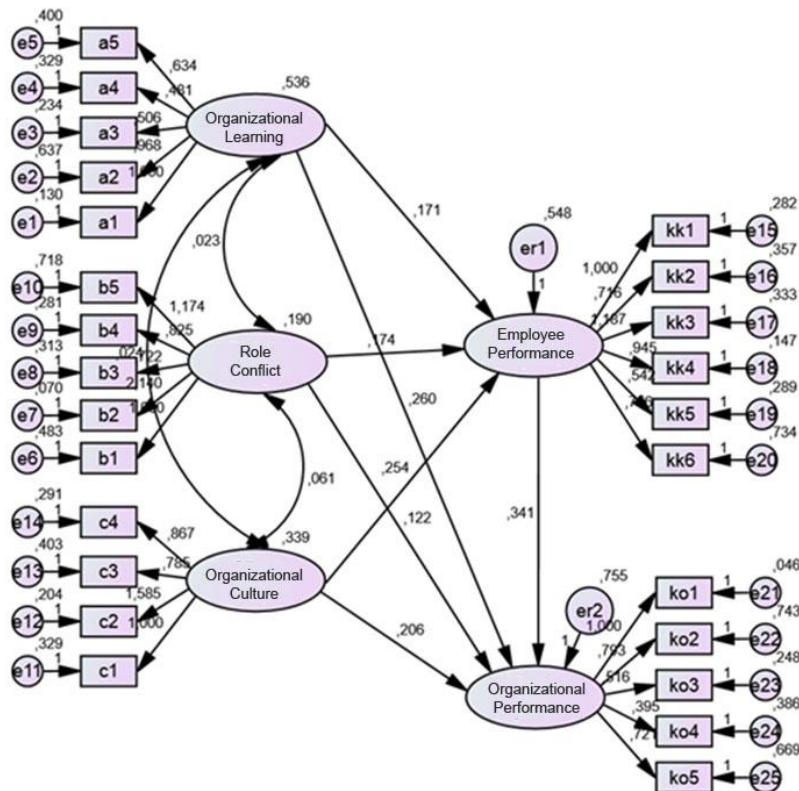 ,400
e5 1 a5
,329
e4 1 a4
,234
e3 1 a3
,637
e2 1 a2
,130
e1 1 a1
,634
,481
,506
,968
,536
Organizational
Learning
,023
,718
e10 1 b5
,281
e9 1 b4
,313
e8 1 b3
,070
e7 1 b2
,483
e6 1 b1
1,174
,825
2,140
,190
Role
Conflict
,061
,291
e14 1 c4
,403
e13 1 c3
,204
e12 1 c2
,329
e11 1 c1
,867
,785
1,585
1,000
,339
Organizational
Culture
,171
,174
,260
,254
,122
,206
,341
,548
er1
1
Employee
Performance
1,000
,716
1,187
,945
,542
,282
kk1 1 e15
,357
kk2 1 e16
,333
kk3 1 e17
,147
kk4 1 e18
,289
kk5 1 e19
,734
kk6 1 e20
,755
er2
1
Organizational
Performance
1,000
,793
,516
,395
,046
ko1 1 e21
,743
ko2 1 e22
,248
ko3 1 e23
,386
ko4 1 e24
,669
ko5 1 e25